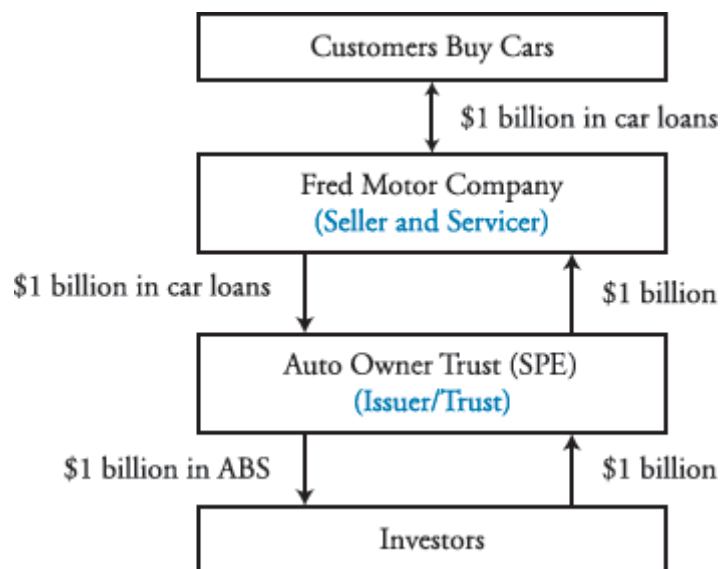 Customers Buy Cars
$1 billion in car loans
Fred Motor Company
(Seller and Servicer)
$1 billion in car loans
$1 billion
Auto Owner Trust (SPE)
(Issuer/Trust)
$1 billion in ABS
$1 billion
Investors